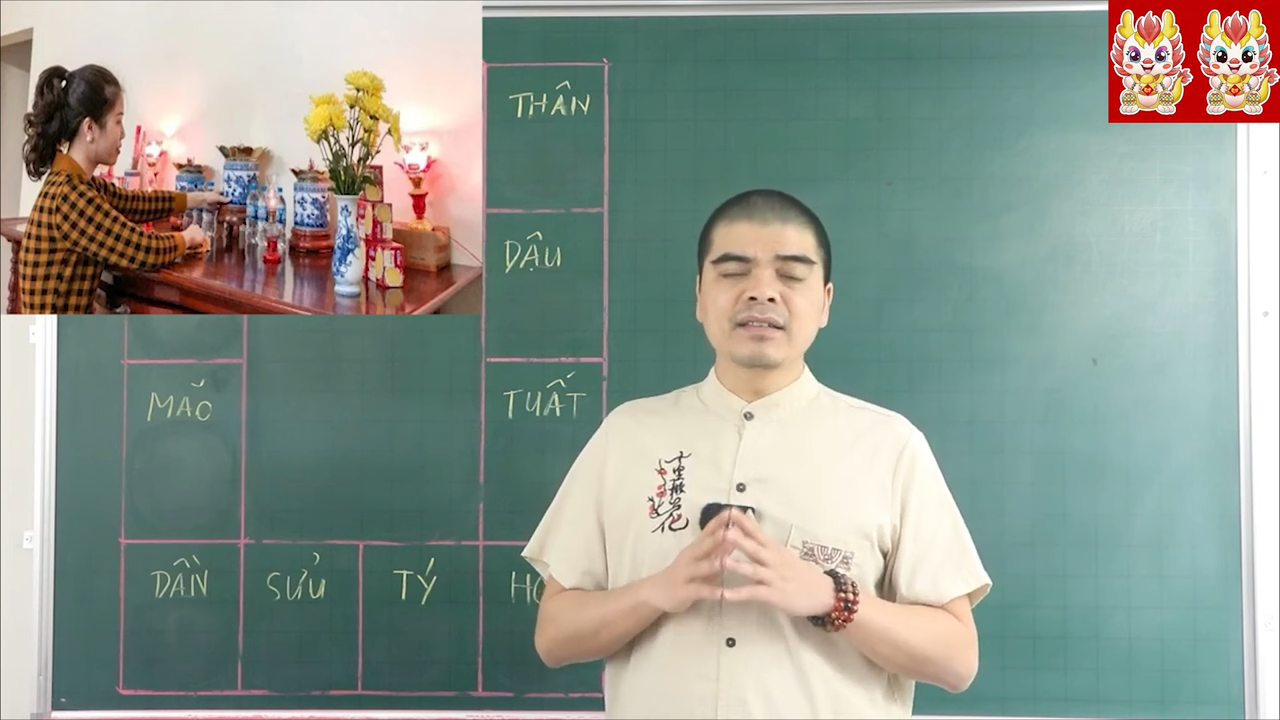 THÂN
DẬU
TUẤT
MÃO
DẦN
SỬU
TÝ